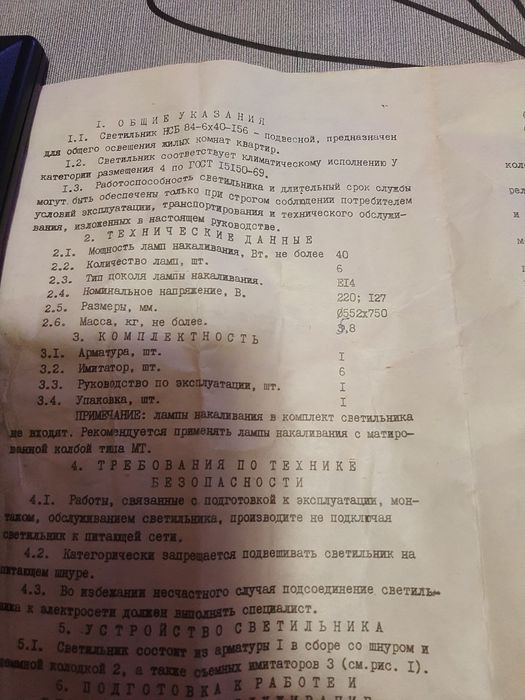 I. ОБЩИЕ УКАЗАНИЯ
I.I. Светильник НСБ 84-6х40-I56 - подвесной, предназначен
для общего освещения жилых комнат квартир.
I.2. Светильник соответствует климатическому исполнению У
категории размещения 4 по ГОСТ I5I50-69.
I.3. Работоспособность светильника и длительный срок службы
могут быть обеспечены только при строгом соблюдении потребителем
условий эксплуатации, транспортирования и технического обслужи-
вания, изложенных в настоящем руководстве.
2. ТЕХНИЧЕСКИЕ ДАННЫЕ
2.I. Мощность ламп накаливания, Вт, не более 40
2.2. Количество ламп, шт. 6
2.3. Тип цоколя лампы накаливания. EI4
2.4. Номинальное напряжение, В. 220; I27
2.5. Размеры, мм. Ø552х750
2.6. Масса, кг, не более. ,8
3. КОМПЛЕКТНОСТЬ
3.I. Арматура, шт. I
3.2. Имитатор, шт. 6
3.3. Руководство по эксплуатации, шт. I
3.4. Упаковка, шт. I
ПРИМЕЧАНИЕ: лампы накаливания в комплект светильника
не входят. Рекомендуется применять лампы накаливания с матиро-
ванной колбой типа МТ.
4. ТРЕБОВАНИЯ ПО ТЕХНИКЕ
БЕЗОПАСНОСТИ
4.I. Работы, связанные с подготовкой к эксплуатации, мон-
тажом, обслуживанием светильника, производите не подключая
светильник к питающей сети.
4.2. Категорически запрещается подвешивать светильник на
питающем шнуре.
4.3. Во избежании несчастного случая подсоединение светиль-
ника к электросети должен выполнять специалист.
5. УСТРОЙСТВО СВЕТИЛЬНИКА
5.I. Светильник состоит из арматуры I в сборе со шнуром и
клеммной колодкой 2, а также съемных имитаторов 3 (см.рис. I).
6. ПОДГОТОВКА К РАБОТЕ И